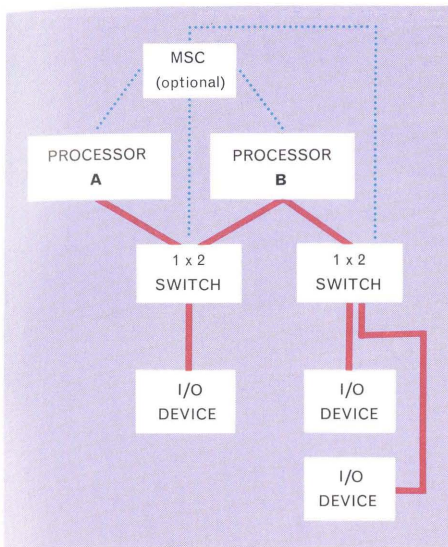 MSC
(optional)
PROCESSOR
A
PROCESSOR
B
1 x 2
SWITCH
1 x 2
SWITCH
I/O
DEVICE
I/O
DEVICE
I/O
DEVICE